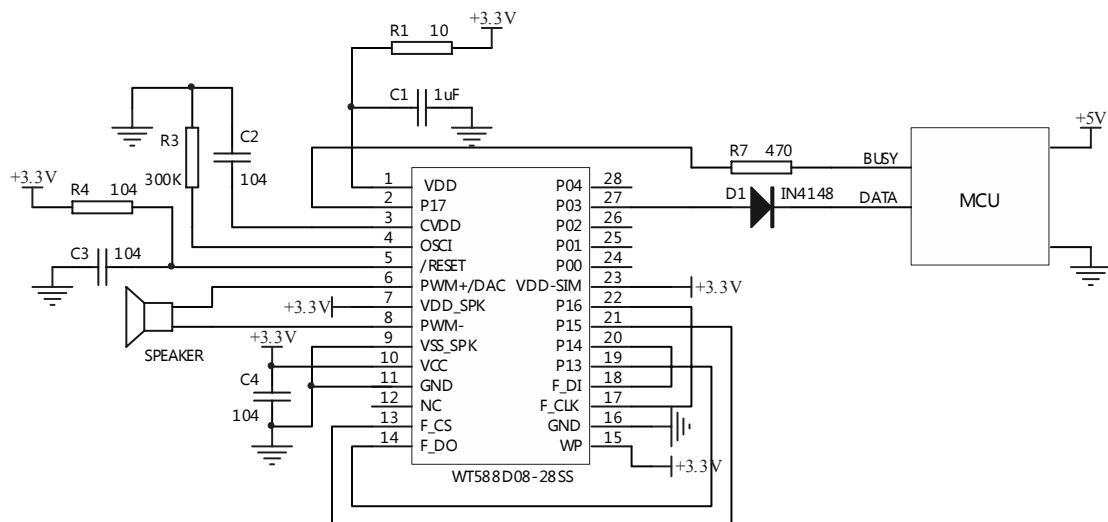 +3.3V
R1 10
C1 1uF
+5V
R3
300K
C2
104
R7 470
BUSY
+3.3V
R4 104
D1 IN4148
DATA
MCU
C3 104
1 VDD P04 28
2 P17 P03 27
3 CVDD P02 26
4 OSCI P01 25
5 /RESET P00 24
6 PWM+/DAC VDD-SIM 23
7 VDD_SPK P16 22
8 PWM- P15 21
9 VSS_SPK P14 20
10 VCC P13 19
11 GND F_DI 18
12 NC F_CLK 17
13 F_CS GND 16
14 F_DO WP 15
+3.3V
+3.3V
SPEAKER
+3.3V
C4
104
+3.3V
WT588D08-28SS